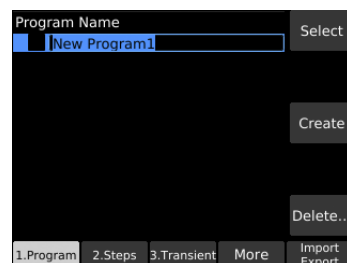 Program Name
New Program1
Select
Create
Delete..
1.Program
2.Steps
3.Transient
More
Import
Export